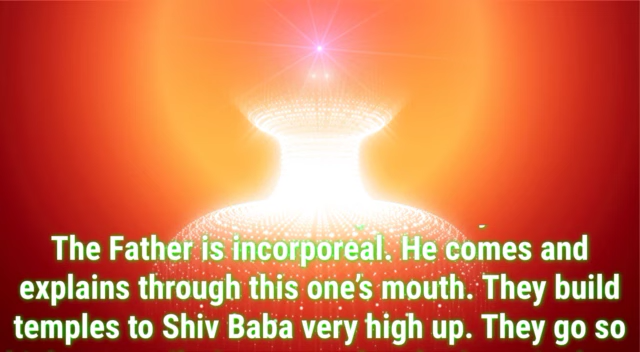 The Father is incorporeal. He comes and
explains through this one's mouth. They build
temples to Shiv Baba very high up. They go so